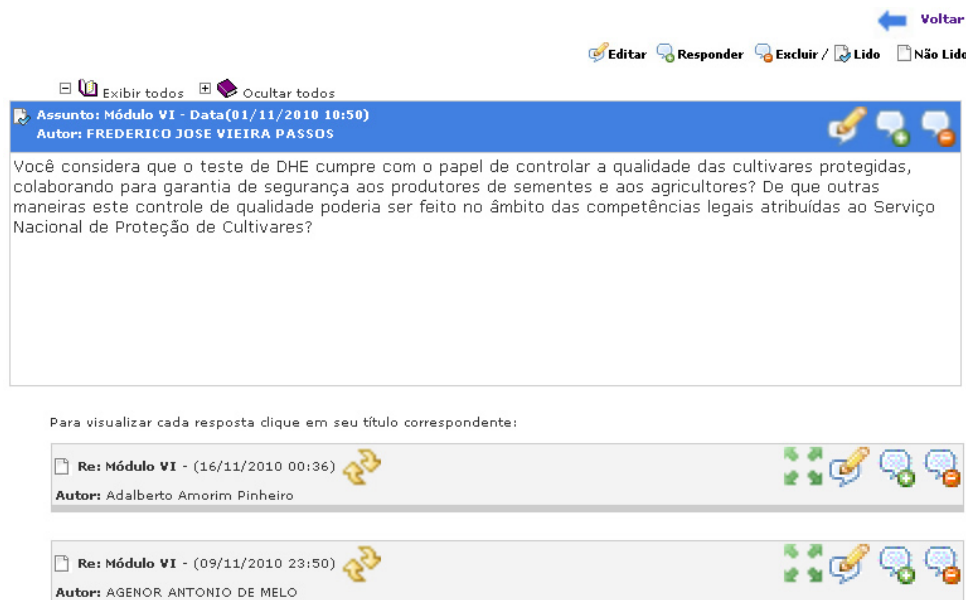 Voltar
Editar Responder Excluir / Lido Não Lido
Exibir todos Ocultar todos
Assunto: Módulo VI - Data(01/11/2010 10:50)
Autor: FREDERICO JOSE VIEIRA PASSOS
Você considera que o teste de DHE cumpre com o papel de controlar a qualidade das cultivares protegidas,
colaborando para garantia de segurança aos produtores de sementes e aos agricultores? De que outras
maneiras este controle de qualidade poderia ser feito no âmbito das competências legais atribuídas ao Serviço
Nacional de Proteção de Cultivares?
Para visualizar cada resposta clique em seu título correspondente:
Re: Módulo VI - (16/11/2010 00:36)
Autor: Adalberto Amorim Pinheiro
Re: Módulo VI - (09/11/2010 23:50)
Autor: AGENOR ANTONIO DE MELO